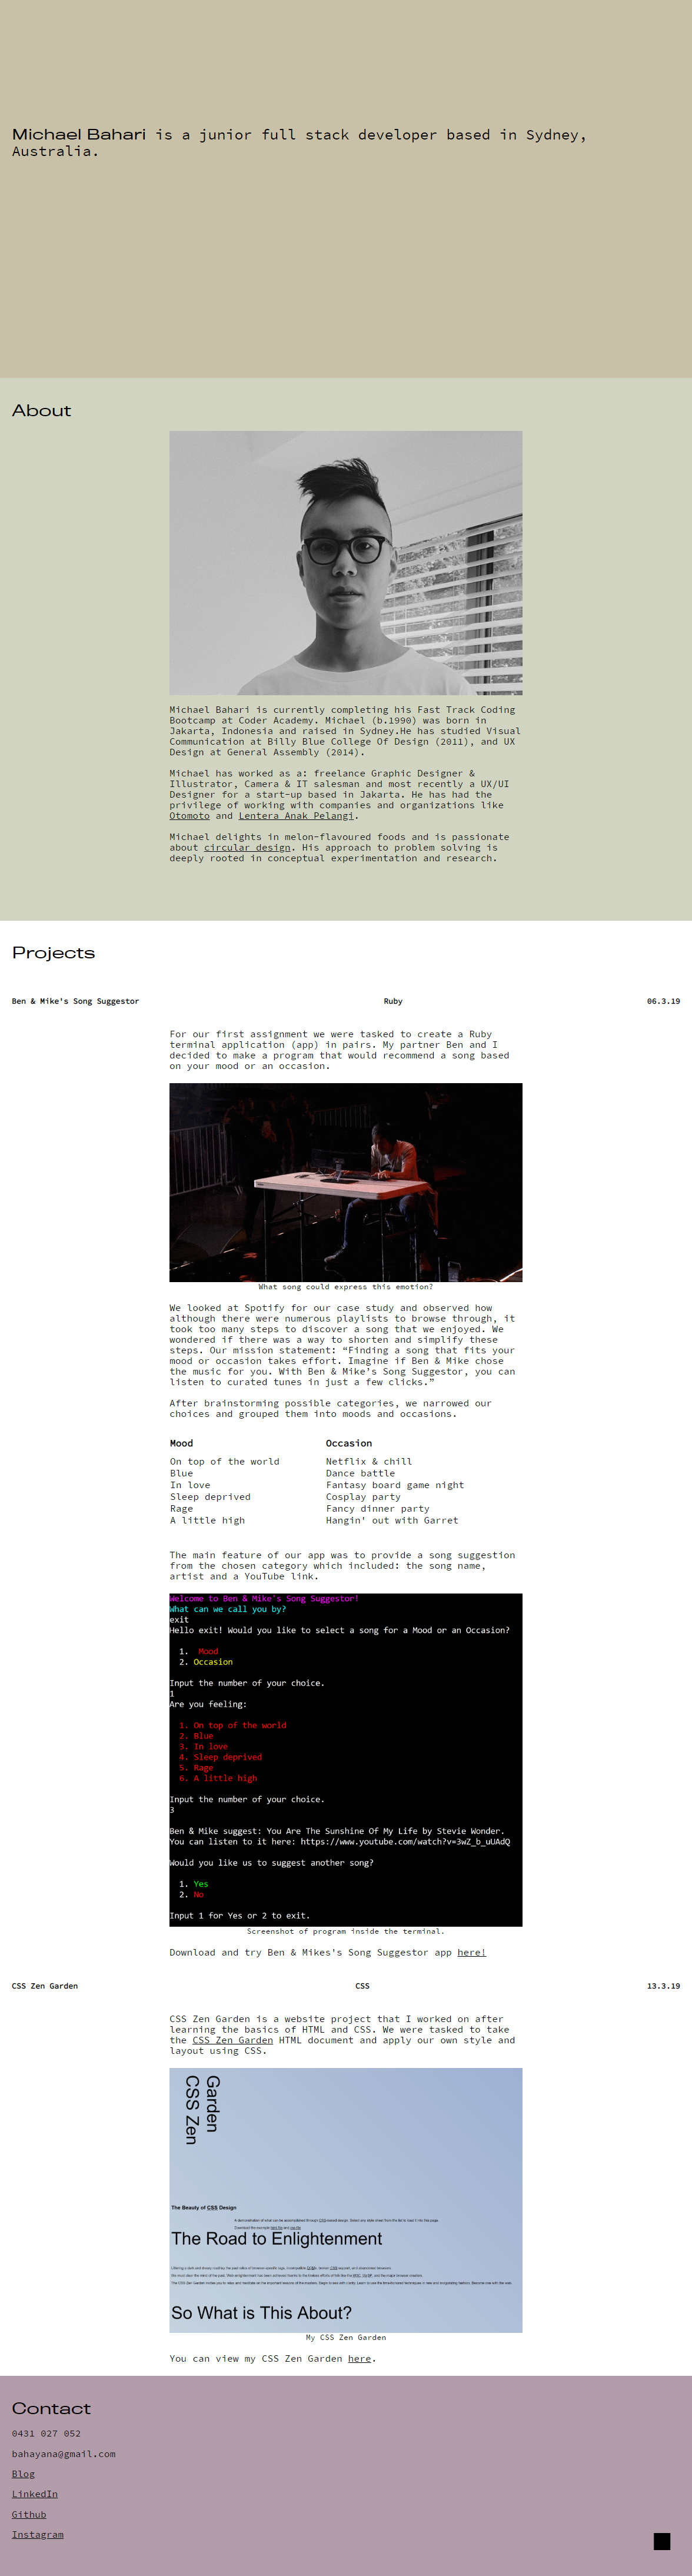 Michael Bahari is a junior full stack developer based in Sydney,
Australia.
About
Michael Bahari is currently completing his Fast Track Coding
Bootcamp at Coder Academy. Michael (b.1990) was born in
Jakarta, Indonesia and raised in Sydney.He has studied Visual
Communication at Billy Blue College Of Design (2011), and UX
Design at General Assembly (2014).
Michael has worked as a: freelance Graphic Designer &
Illustrator, Camera & IT salesman and most recently a UX/UI
Designer for a start-up based in Jakarta. He has had the
privilege of working with companies and organizations like
Otomoto and Lentera Anak Pelangi.
Michael delights in melon-flavoured foods and is passionate
about circular design. His approach to problem solving is
deeply rooted in conceptual experimentation and research.
Projects
Ben & Mike's Song Suggestor Ruby 06.3.19
For our first assignment we were tasked to create a Ruby
terminal application (app) in pairs. My partner Ben and I
decided to make a program that would recommend a song based
on your mood or an occasion.
What song could express this emotion?
We looked at Spotify for our case study and observed how
although there were numerous playlists to browse through, it
took too many steps to discover a song that we enjoyed. We
wondered if there was a way to shorten and simplify these
steps. Our mission statement: “Finding a song that fits your
mood or occasion takes effort. Imagine if Ben & Mike chose
the music for you. With Ben & Mike’s Song Suggestor, you can
listen to curated tunes in just a few clicks.”
After brainstorming possible categories, we narrowed our
choices and grouped them into moods and occasions.
Mood Occasion
On top of the world Netflix & chill
Blue Dance battle
In love Fantasy board game night
Sleep deprived Cosplay party
Rage Fancy dinner party
A little high Hangin' out with Garret
The main feature of our app was to provide a song suggestion
from the chosen category which included: the song name,
artist and a YouTube link.
Welcome to Ben & Mike's Song Suggestor!
What can we call you by?
exit
Hello exit! Would you like to select a song for a Mood or an Occasion?
1. Mood
2. Occasion
Input the number of your choice.
1
Are you feeling:
1. On top of the world
2. Blue
3. In love
4. Sleep deprived
5. Rage
6. A little high
Input the number of your choice.
3
Ben & Mike suggest: You Are The Sunshine Of My Life by Stevie Wonder.
You can listen to it here: https://www.youtube.com/watch?v=3wZ_b_uUAdQ
Would you like us to suggest another song?
1. Yes
2. No
Input 1 for Yes or 2 to exit.
Screenshot of program inside the terminal.
Download and try Ben & Mikes's Song Suggestor app here!
CSS Zen Garden CSS 13.3.19
CSS Zen Garden is a website project that I worked on after
learning the basics of HTML and CSS. We were tasked to take
the CSS Zen Garden HTML document and apply our own style and
layout using CSS.
CSS Zen
Garden
The Beauty of CSS Design
The Road to Enlightenment
So What is This About?
My CSS Zen Garden
You can view my CSS Zen Garden here.
Contact
0431 027 052
bahayana@gmail.com
Blog
LinkedIn
Github
Instagram